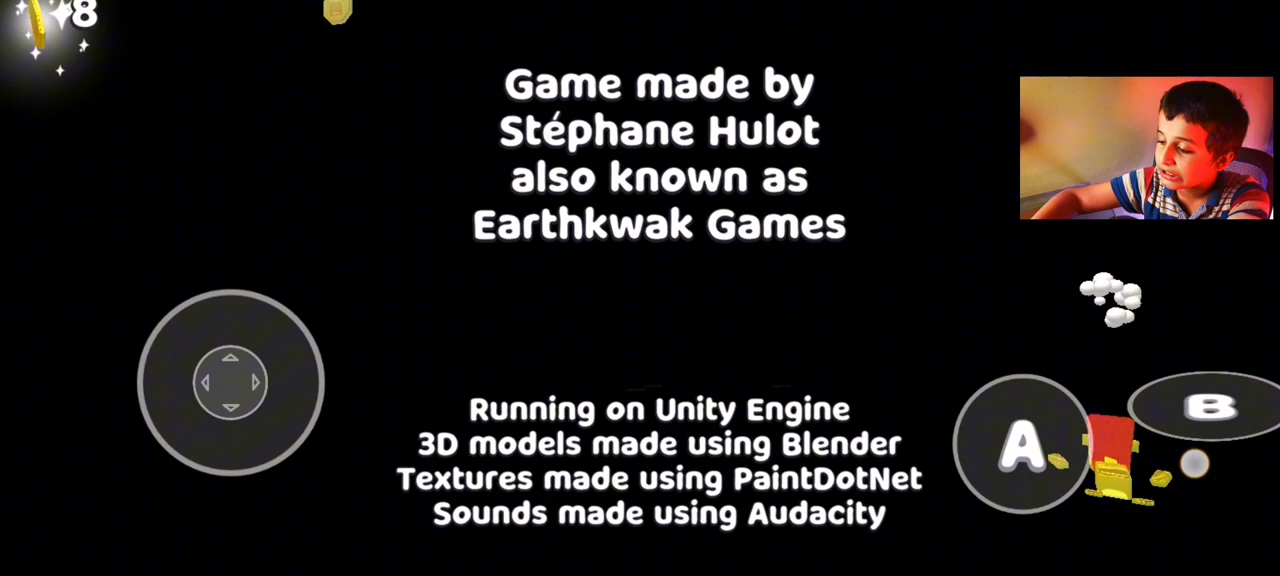 8
Game made by
Stéphane Hulot
also known as
Earthkwak Games
Running on Unity Engine
3D models made using Blender
Textures made using PaintDotNet
Sounds made using Audacity
A
B